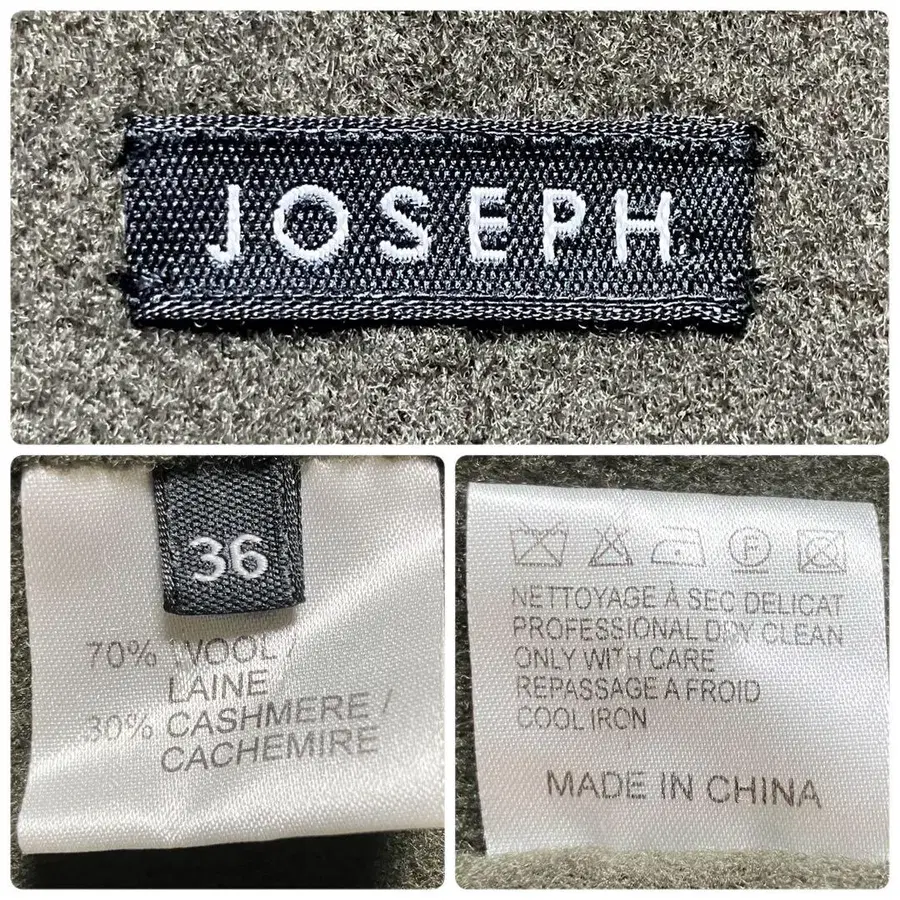 JOSEPH
36
70% WOOL /
LAINE
30% CASHMERE /
CACHEMIRE
F
NETTOYAGE À SEC DELICAT
PROFESSIONAL DRY CLEAN
ONLY WITH CARE
REPASSAGE A FROID
COOL IRON
MADE IN CHINA